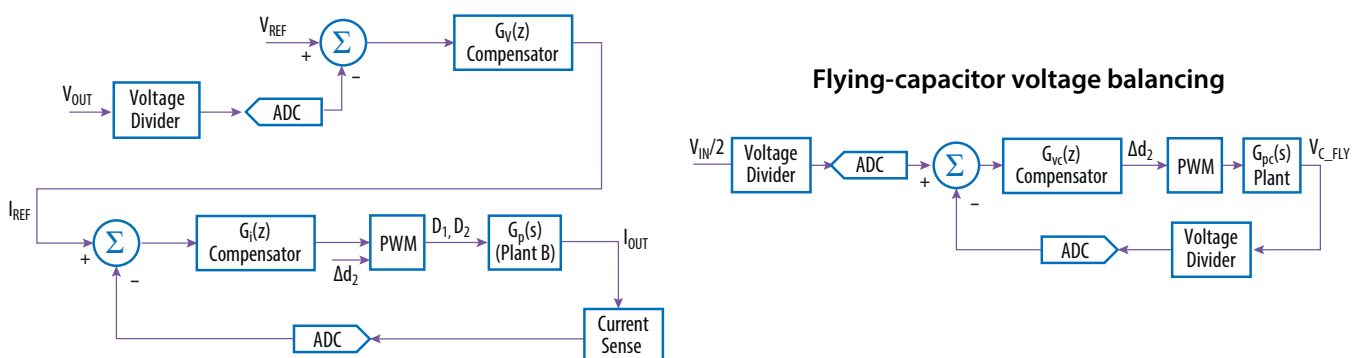 V_REF
+
Σ
−
G_V(z)
Compensator
V_OUT
Voltage
Divider
ADC
I_REF
+
Σ
−
G_i(z)
Compensator
Δd_2
PWM
D_1, D_2
G_p(s)
(Plant B)
I_OUT
ADC
Current
Sense
Flying-capacitor voltage balancing
V_IN/2
Voltage
Divider
ADC
+
Σ
−
G_vc(z)
Compensator
Δd_2
PWM
G_pc(s)
Plant
V_C_FLY
ADC
Voltage
Divider